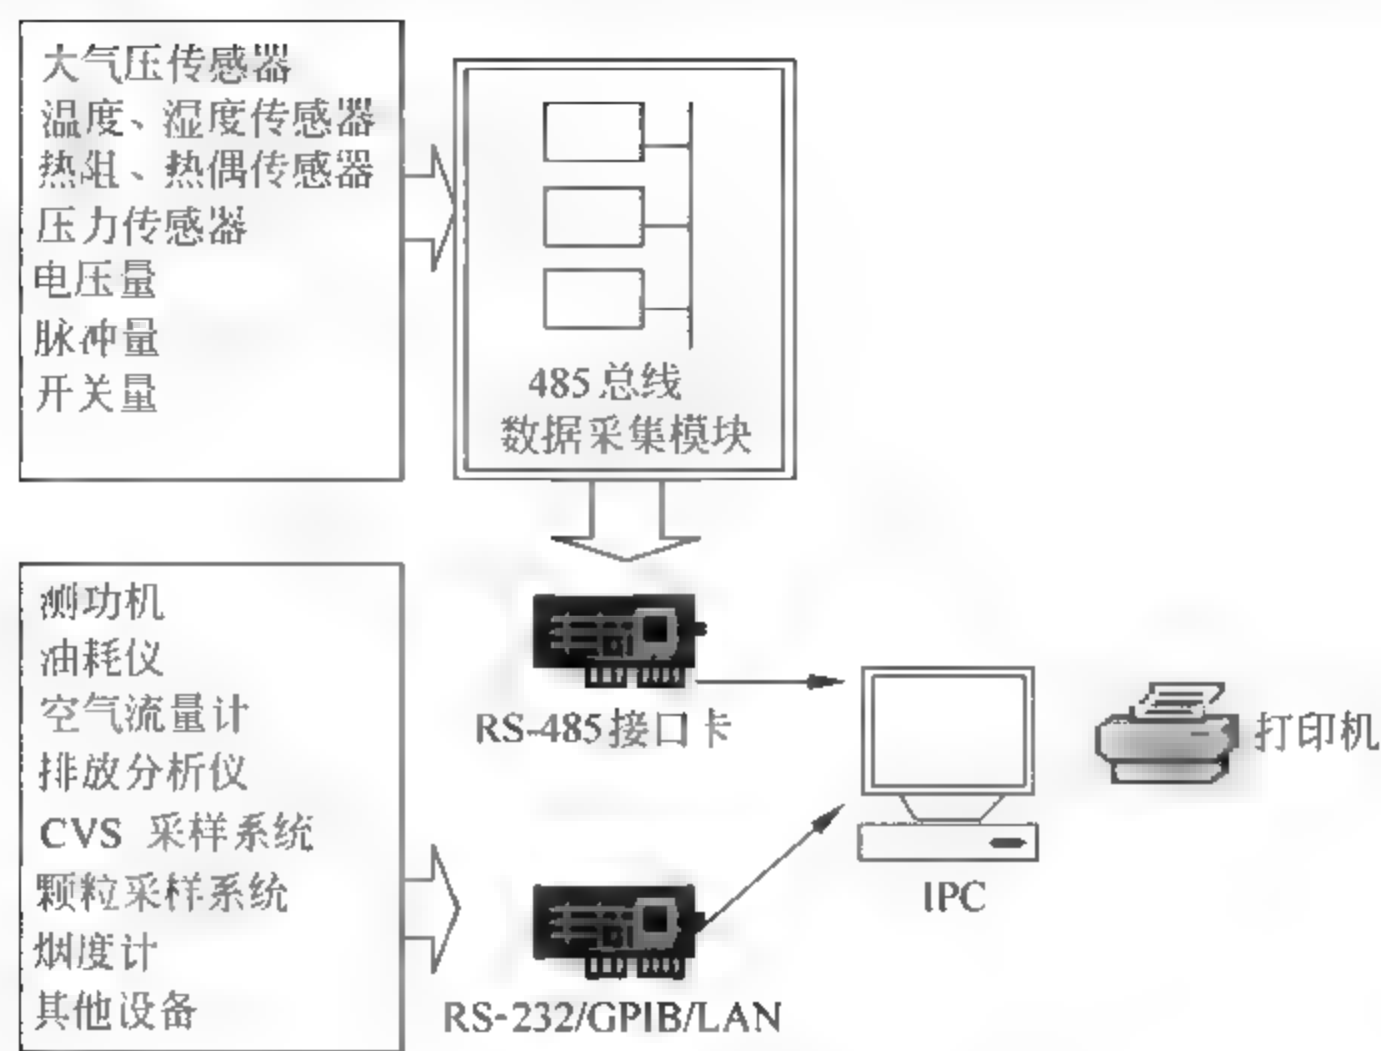 大气压传感器
温度、湿度传感器
热阻、热偶传感器
压力传感器
电压量
脉冲量
开关量
485总线
数据采集模块
测功机
油耗仪
空气流量计
排放分析仪
CVS 采样系统
颗粒采样系统
烟度计
其他设备
RS-485接口卡
RS-232/GPIB/LAN
IPC
打印机